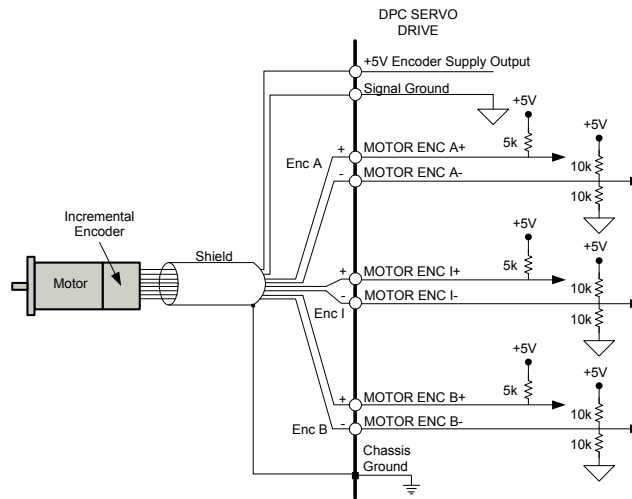 DPC SERVO
DRIVE
+5V Encoder Supply Output
Signal Ground
+5V
+5V
5k
Enc A
+
MOTOR ENC A+
10k
-
MOTOR ENC A-
10k
Incremental
Encoder
Shield
+5V
+5V
Motor
5k
+
MOTOR ENC I+
10k
-
MOTOR ENC I-
Enc I
10k
+5V
+5V
5k
+
MOTOR ENC B+
10k
Enc B
-
MOTOR ENC B-
10k
Chassis
Ground